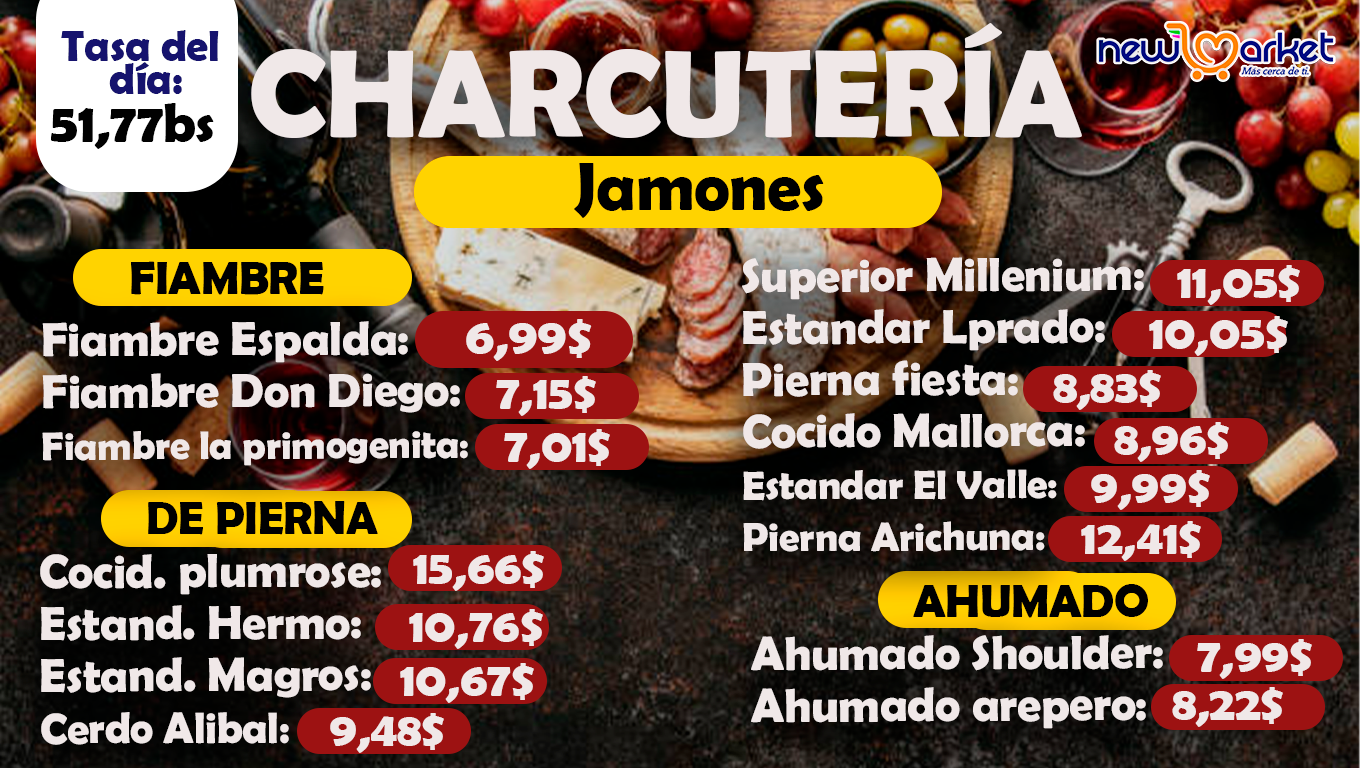 Tasa del
día:
51,77bs
CHARCUTERÍA
new market
Más cerca de ti.
Jamones
FIAMBRE
Fiambre Espalda: 6,99$
Fiambre Don Diego: 7,15$
Fiambre la primogenita: 7,01$
DE PIERNA
Cocid. plumrose: 15,66$
Estand. Hermo: 10,76$
Estand. Magros: 10,67$
Cerdo Alibal: 9,48$
Superior Millenium: 11,05$
Estandar Lprado: 10,05$
Pierna fiesta: 8,83$
Cocido Mallorca: 8,96$
Estandar El Valle: 9,99$
Pierna Arichuna: 12,41$
AHUMADO
Ahumado Shoulder: 7,99$
Ahumado arepero: 8,22$